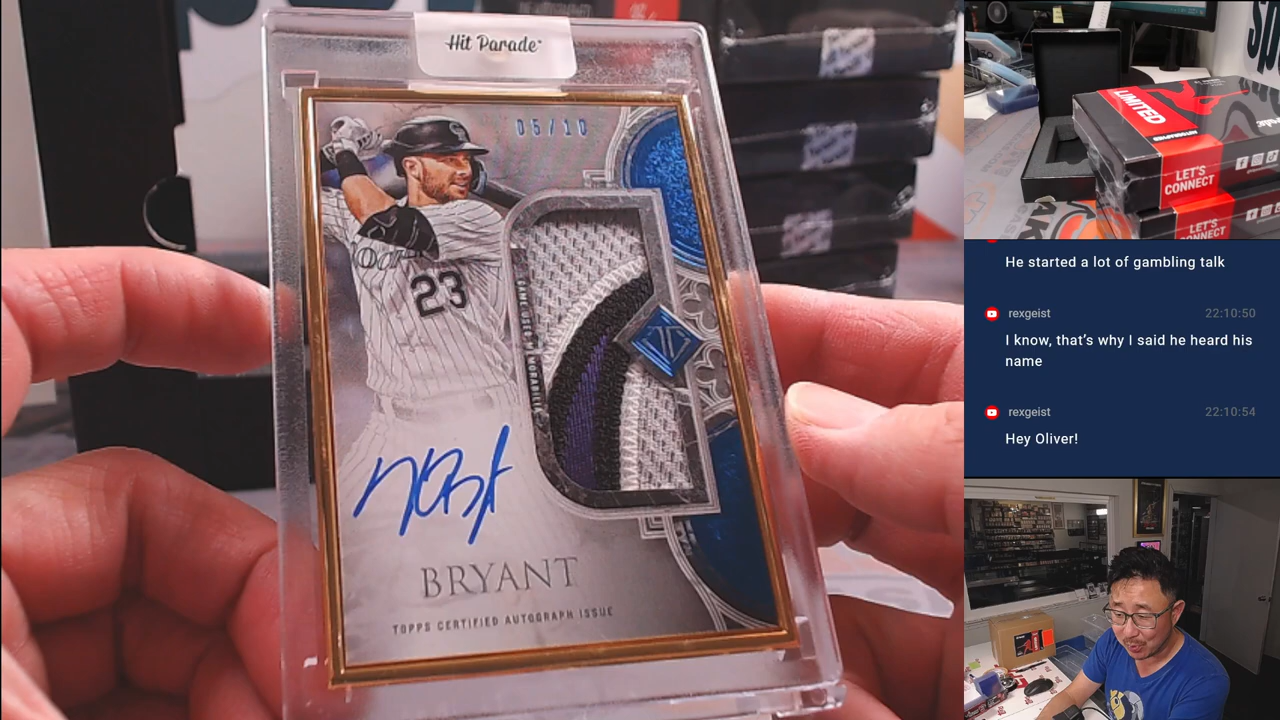 Hit Parade
05/10
23
GAME USED MEMORABILIA
BRYANT
TOPPS CERTIFIED AUTOGRAPH ISSUE
LIMITED
AUTOGRAPHED
LET'S
CONNECT
LET'S
CONNECT
He started a lot of gambling talk
rexgeist 22:10:50
I know, that's why I said he heard his
name
rexgeist 22:10:54
Hey Oliver!